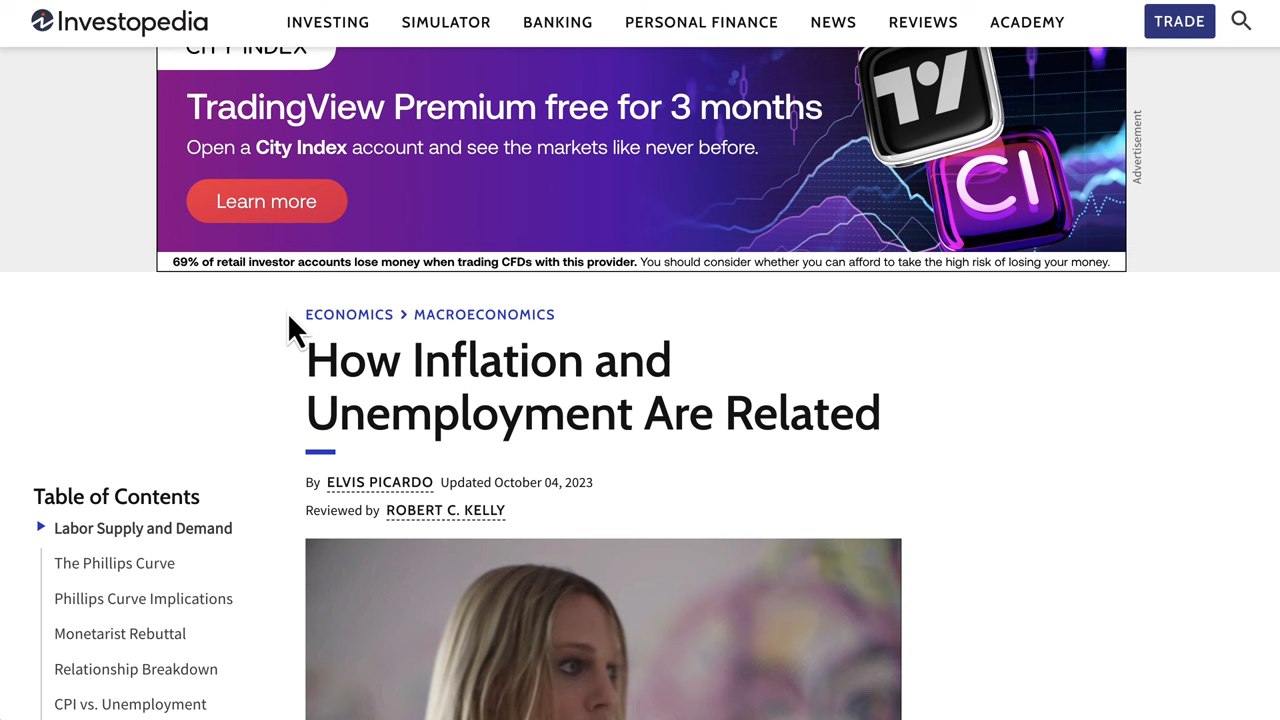 Investopedia
INVESTING SIMULATOR BANKING PERSONAL FINANCE NEWS REVIEWS ACADEMY TRADE
CITY INDEX
TradingView Premium free for 3 months
Open a City Index account and see the markets like never before.
Learn more
CI
69% of retail investor accounts lose money when trading CFDs with this provider. You should consider whether you can afford to take the high risk of losing your money.
Advertisement
ECONOMICS > MACROECONOMICS
How Inflation and
Unemployment Are Related
By ELVIS PICARDO Updated October 04, 2023
Reviewed by ROBERT C. KELLY
Table of Contents
Labor Supply and Demand
The Phillips Curve
Phillips Curve Implications
Monetarist Rebuttal
Relationship Breakdown
CPI vs. Unemployment